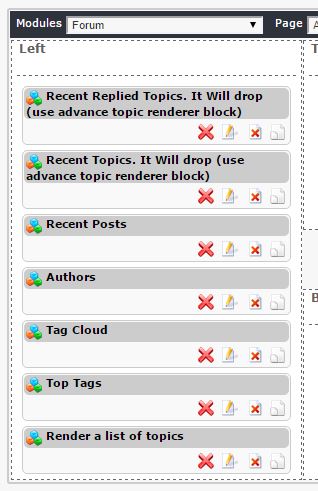 Modules Forum Page A
Left T
Recent Replied Topics. It Will drop
(use advance topic renderer block)
Recent Topics. It Will drop (use
advance topic renderer block)
Recent Posts
Authors
B
Tag Cloud
Top Tags
Render a list of topics